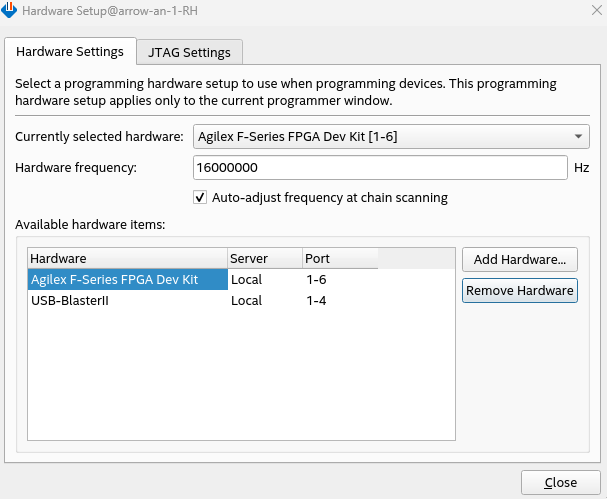 Hardware Setup@arrow-an-1-RH
Hardware Settings
JTAG Settings
Select a programming hardware setup to use when programming devices. This programming
hardware setup applies only to the current programmer window.
Currently selected hardware: Agilex F-Series FPGA Dev Kit [1-6]
Hardware frequency: 16000000 Hz
Auto-adjust frequency at chain scanning
Available hardware items:
Hardware Server Port
Agilex F-Series FPGA Dev Kit Local 1-6
USB-BlasterII Local 1-4
Add Hardware...
Remove Hardware
Close